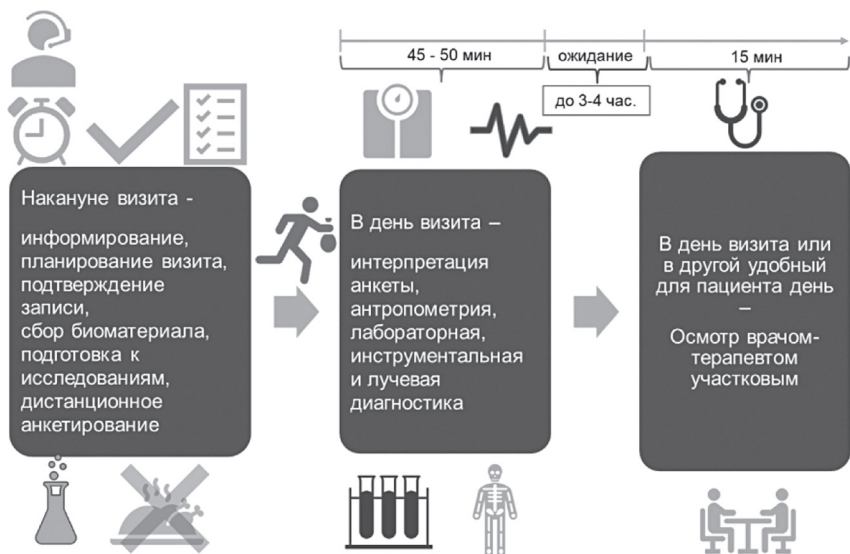 45 - 50 мин
ожидание
15 мин
до 3-4 час.
Накануне визита -
информирование,
планирование визита,
подтверждение
записи,
сбор биоматериала,
подготовка к
исследованиям,
дистанционное
анкетирование
В день визита –
интерпретация
анкеты,
антропометрия,
лабораторная,
инструментальная
и лучевая
диагностика
В день визита или
в другой удобный
для пациента день
–
Осмотр врачом-
терапевтом
участковым